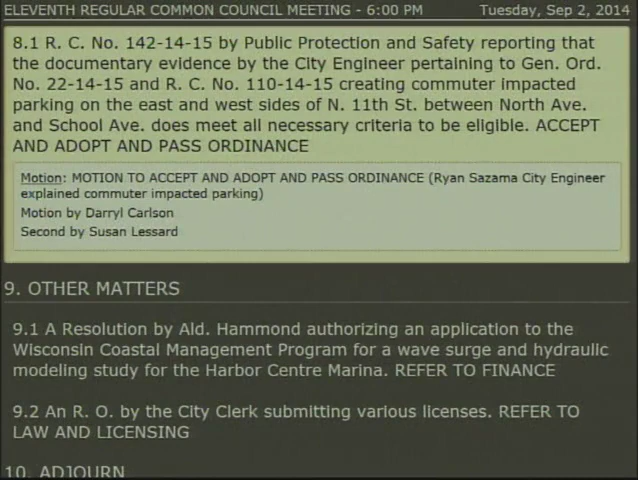 ELEVENTH REGULAR COMMON COUNCIL MEETING - 6:00 PM Tuesday, Sep 2, 2014
8.1 R. C. No. 142-14-15 by Public Protection and Safety reporting that
the documentary evidence by the City Engineer pertaining to Gen. Ord.
No. 22-14-15 and R. C. No. 110-14-15 creating commuter impacted
parking on the east and west sides of N. 11th St. between North Ave.
and School Ave. does meet all necessary criteria to be eligible. ACCEPT
AND ADOPT AND PASS ORDINANCE
Motion: MOTION TO ACCEPT AND ADOPT AND PASS ORDINANCE (Ryan Sazama City Engineer
explained commuter impacted parking)
Motion by Darryl Carlson
Second by Susan Lessard
9. OTHER MATTERS
9.1 A Resolution by Ald. Hammond authorizing an application to the
Wisconsin Coastal Management Program for a wave surge and hydraulic
modeling study for the Harbor Centre Marina. REFER TO FINANCE
9.2 An R. O. by the City Clerk submitting various licenses. REFER TO
LAW AND LICENSING
10. ADJOURN